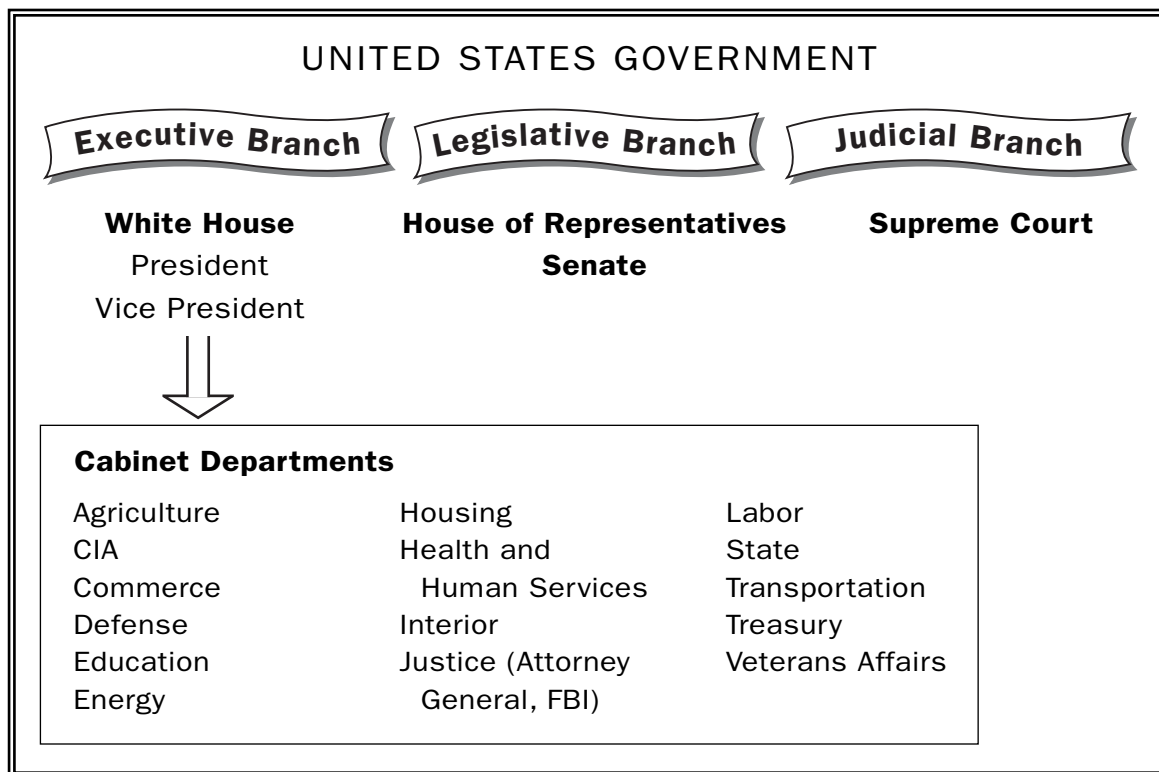 UNITED STATES GOVERNMENT
Executive Branch
Legislative Branch
Judicial Branch
White House
President
Vice President
House of Representatives
Senate
Supreme Court
Cabinet Departments
Agriculture
CIA
Commerce
Defense
Education
Energy
Housing
Health and
Human Services
Interior
Justice (Attorney
General, FBI)
Labor
State
Transportation
Treasury
Veterans Affairs